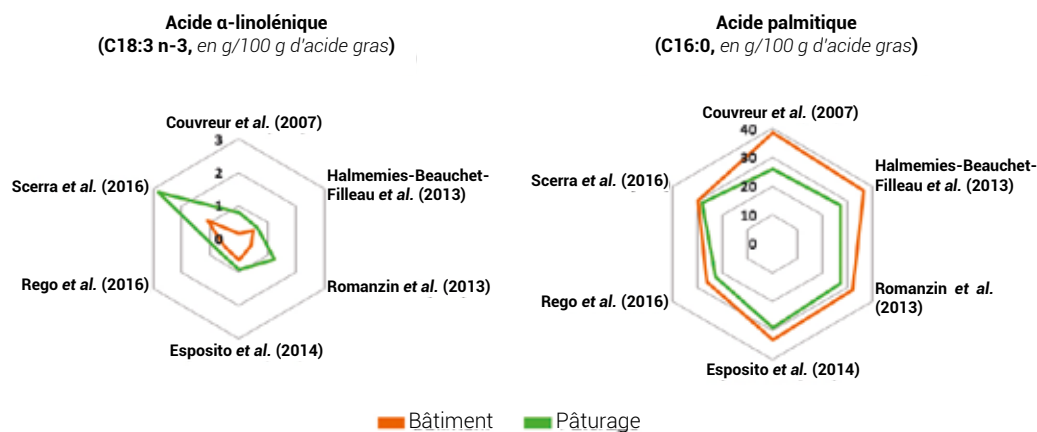 Acide α-linolénique
(C18:3 n-3, en g/100 g d'acide gras)
Couvreur et al. (2007)
3
2
1
0
Halmemies-Beauchet-
Filleau et al. (2013)
Scerra et al. (2016)
Rego et al. (2016)
Romanzin et al. (2013)
Esposito et al. (2014)
Acide palmitique
(C16:0, en g/100 g d'acide gras)
Couvreur et al. (2007)
40
30
20
10
0
Halmemies-Beauchet-
Filleau et al. (2013)
Scerra et al. (2016)
Rego et al. (2016)
Romanzin et al.
(2013)
Esposito et al. (2014)
Bâtiment
Pâturage